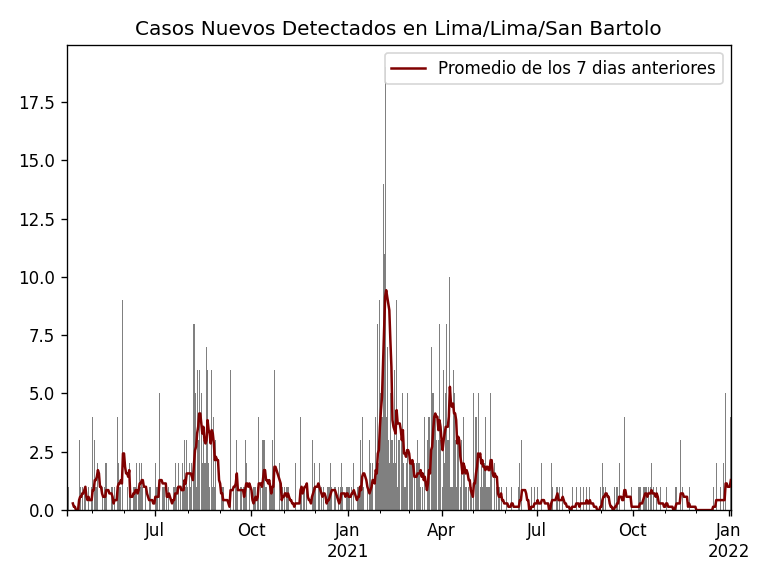 Casos Nuevos Detectados en Lima/Lima/San Bartolo
Promedio de los 7 dias anteriores
17.5
15.0
12.5
10.0
7.5
5.0
2.5
0.0
Jul
Oct
Jan
2021
Apr
Jul
Oct
Jan
2022